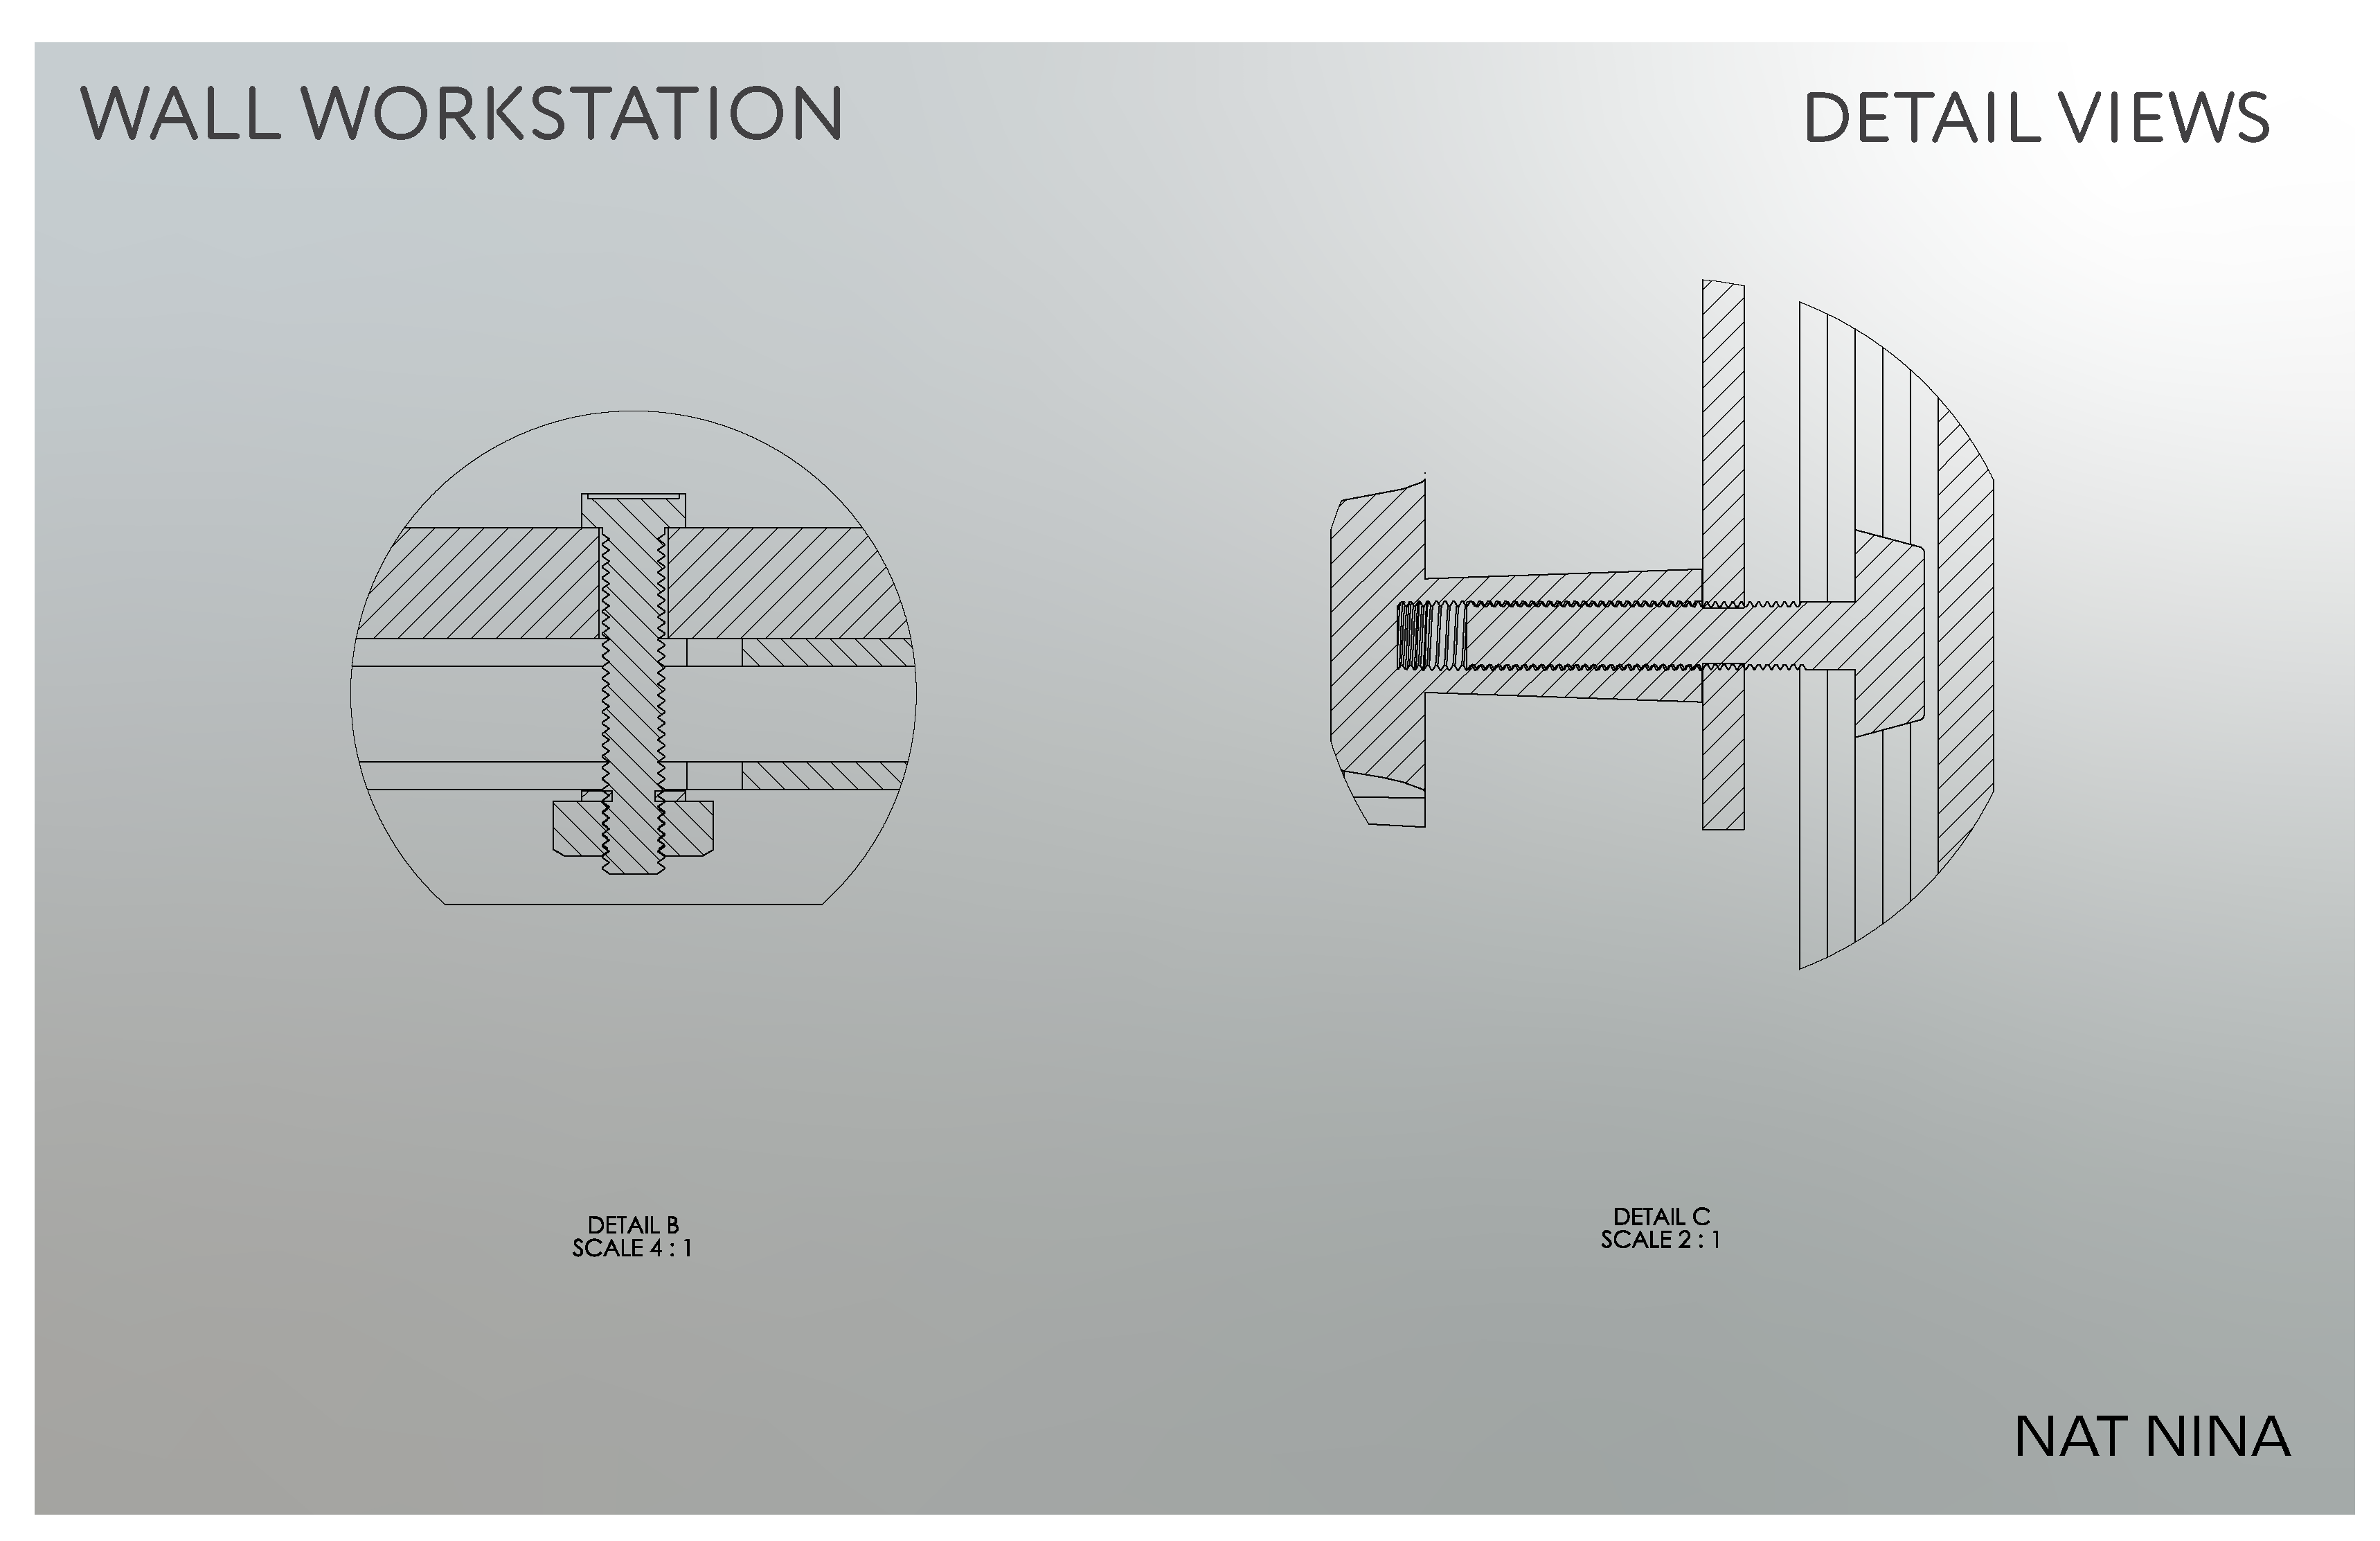 WALL WORKSTATION
DETAIL VIEWS
DETAIL B
SCALE 4 : 1
DETAIL C
SCALE 2 : 1
NAT NINA